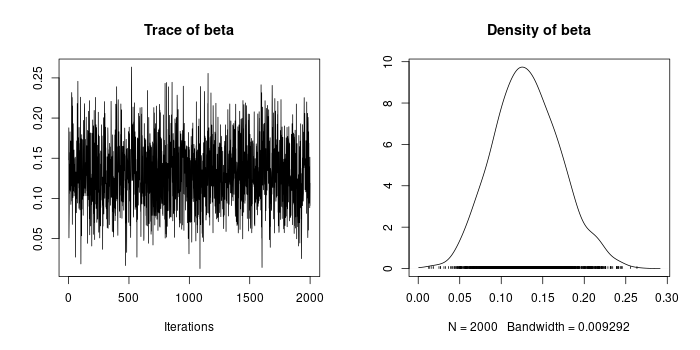 Trace of beta
0.25
0.20
0.15
0.10
0.05
0 500 1000 1500 2000
Iterations
Density of beta
10
8
6
4
2
0
0.00 0.05 0.10 0.15 0.20 0.25 0.30
N = 2000 Bandwidth = 0.009292